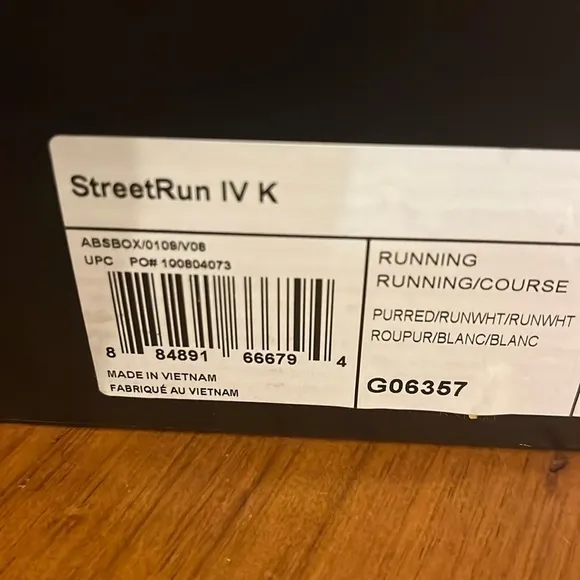 StreetRun IV K
ABSBOX/0109/V08
UPC PO# 190804073
8 84891 66679 4
MADE IN VIETNAM
FABRIQUÉ AU VIETNAM
RUNNING
RUNNING/COURSE
PURRED/RUNWHT/RUNWHT
ROUPUR/BLANC/BLANC
G06357